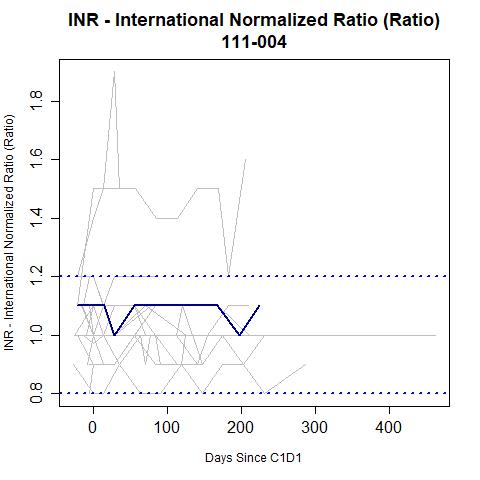 INR - International Normalized Ratio (Ratio)
111-004
INR - International Normalized Ratio (Ratio)
1.8
1.6
1.4
1.2
1.0
0.8
0 100 200 300 400
Days Since C1D1